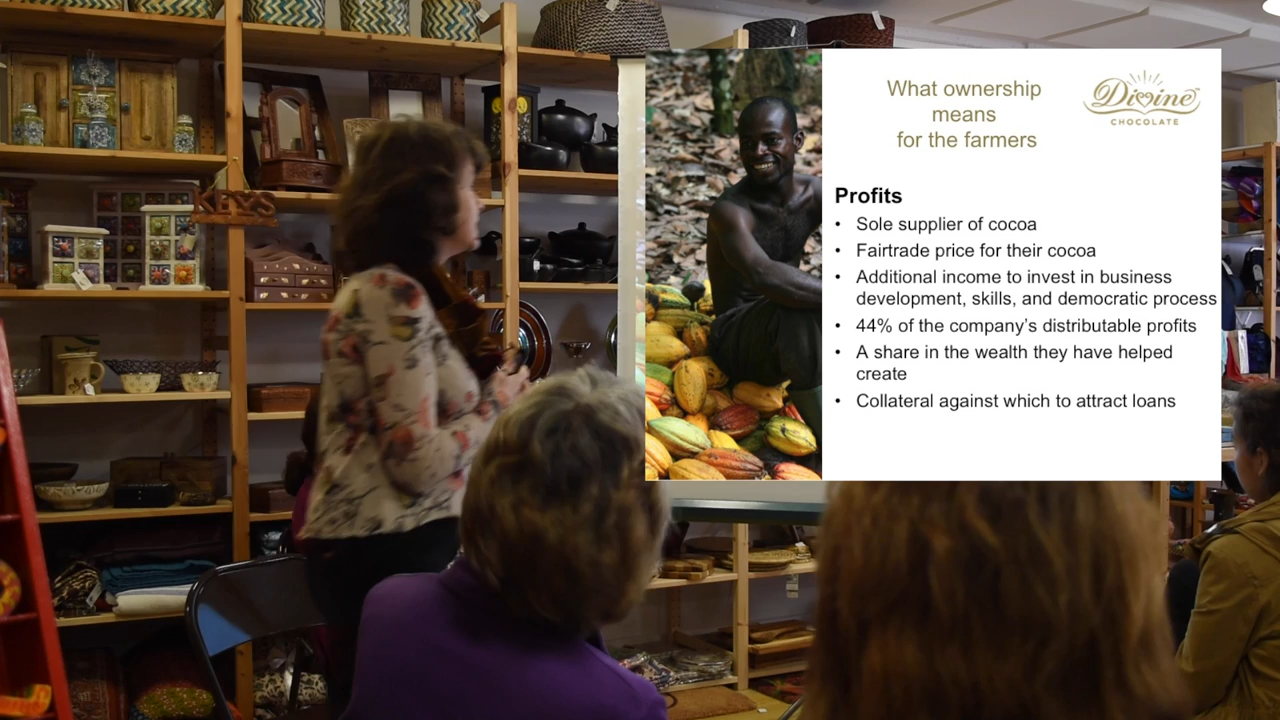 KEYS
What ownership
means
for the farmers
Divine
CHOCOLATE
Profits
• Sole supplier of cocoa
• Fairtrade price for their cocoa
• Additional income to invest in business
development, skills, and democratic process
• 44% of the company’s distributable profits
• A share in the wealth they have helped
create
• Collateral against which to attract loans